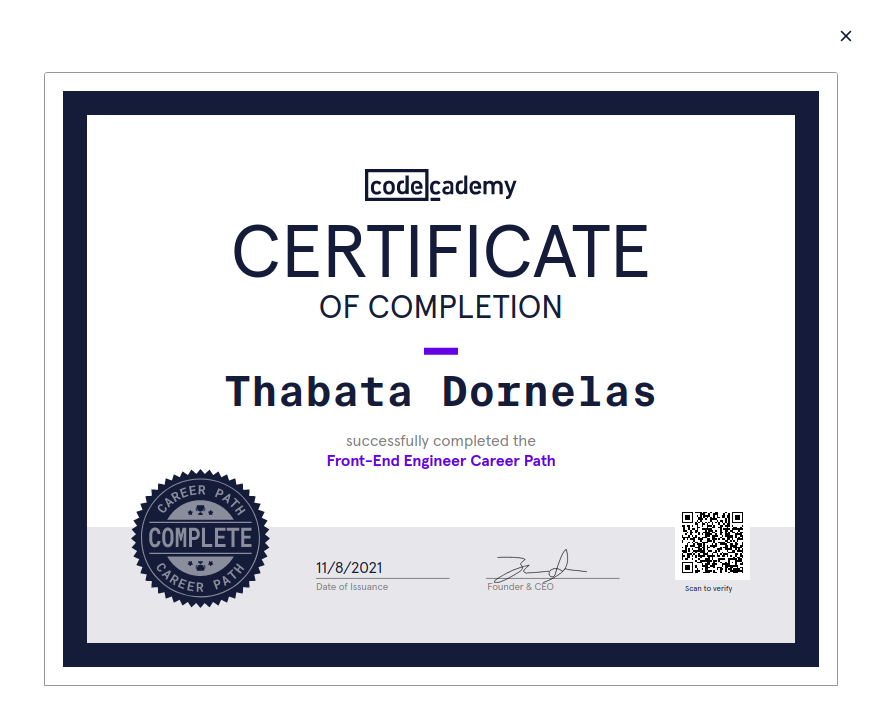 codecademy
CERTIFICATE
OF COMPLETION
Thabata Dornelas
successfully completed the
Front-End Engineer Career Path
CAREER PATH
COMPLETE
CAREER PATH
11/8/2021
Date of Issuance
Founder & CEO
Scan to verify